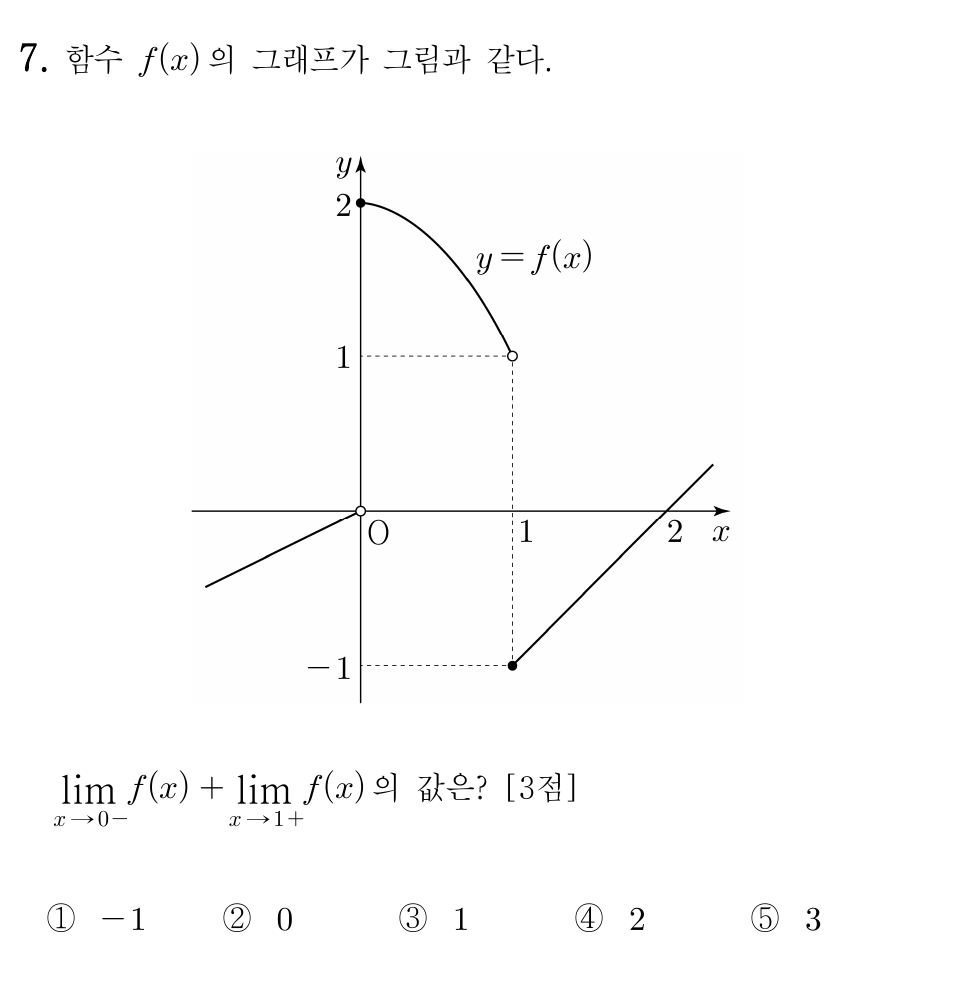 7. 함수 f(x)의 그래프가 그림과 같다.
y
2
y=f(x)
1
O 1 2 x
−1
lim f(x) + lim f(x)의 값은? [3점]
x→0− x→1+
① −1 ② 0 ③ 1 ④ 2 ⑤ 3